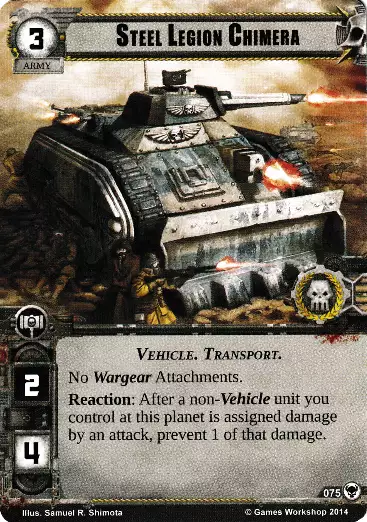 3
STEEL LEGION CHIMERA
ARMY
VEHICLE. TRANSPORT.
2
No Wargear Attachments.
Reaction: After a non-Vehicle unit you
control at this planet is assigned damage
by an attack, prevent 1 of that damage.
4
075
Illus. Samuel R. Shimota
© Games Workshop 2014